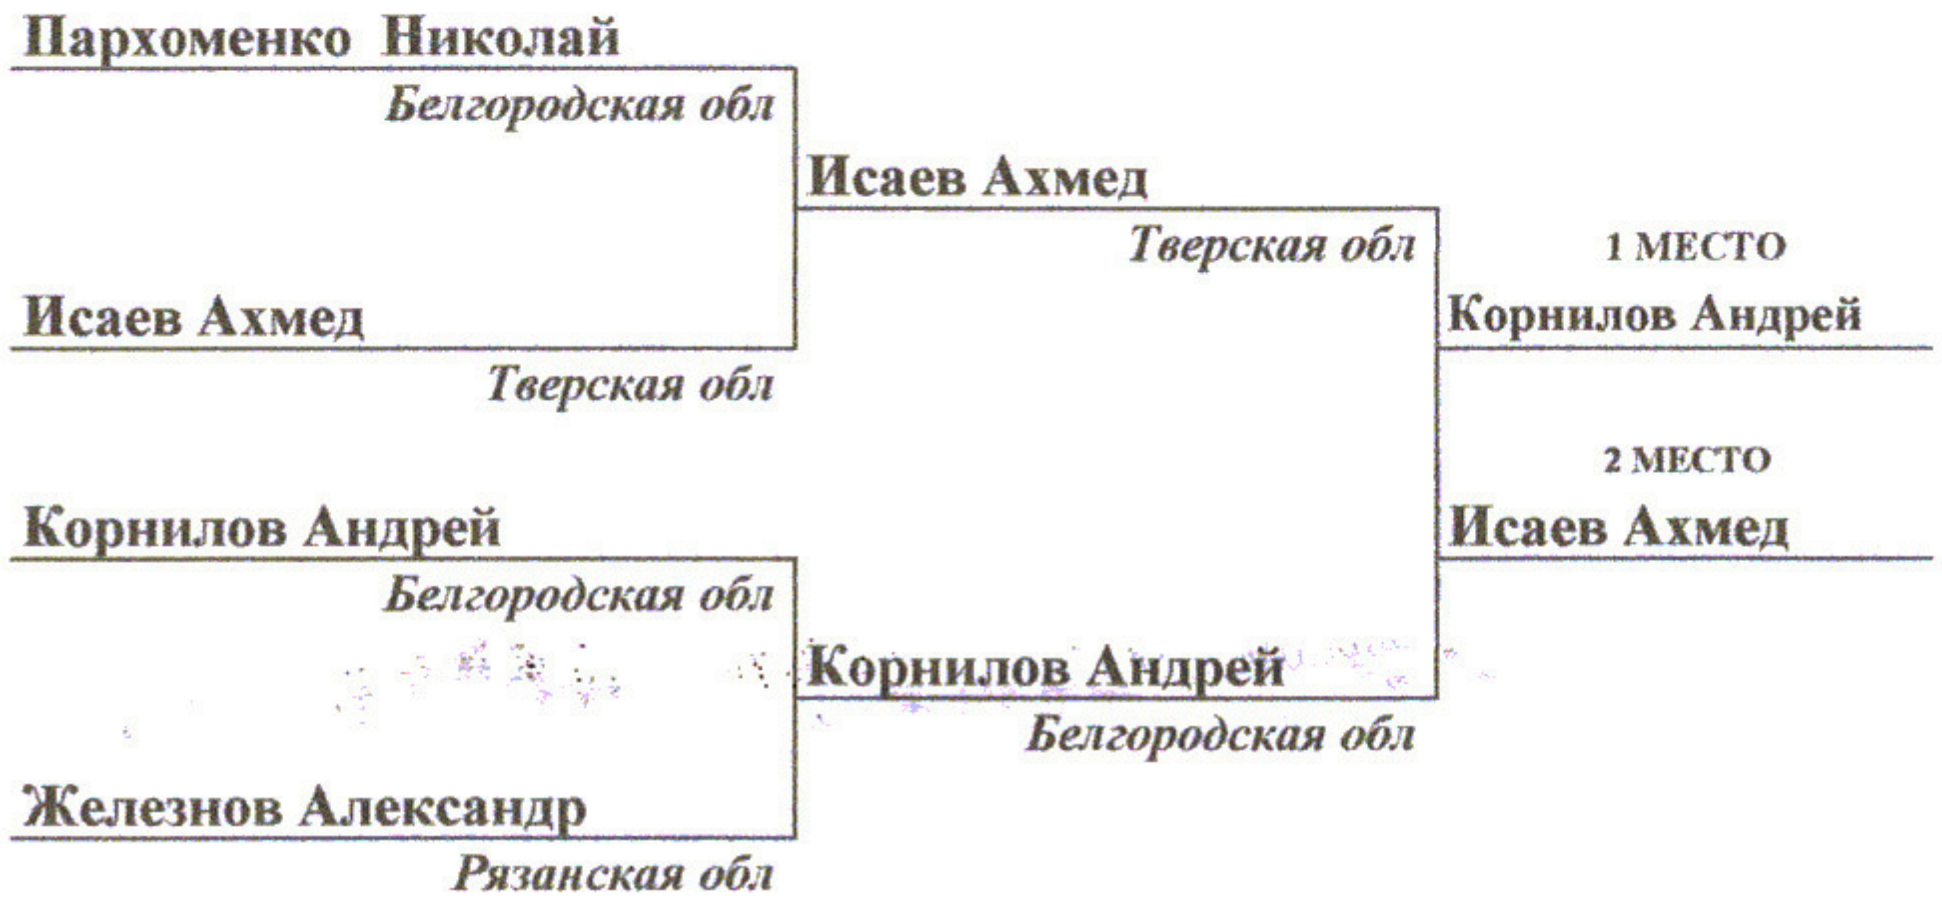 Пархоменко Николай
Белгородская обл
Исаев Ахмед
Тверская обл
1 МЕСТО
Исаев Ахмед
Корнилов Андрей
Тверская обл
2 МЕСТО
Корнилов Андрей
Исаев Ахмед
Белгородская обл
Корнилов Андрей
Белгородская обл
Железнов Александр
Рязанская обл